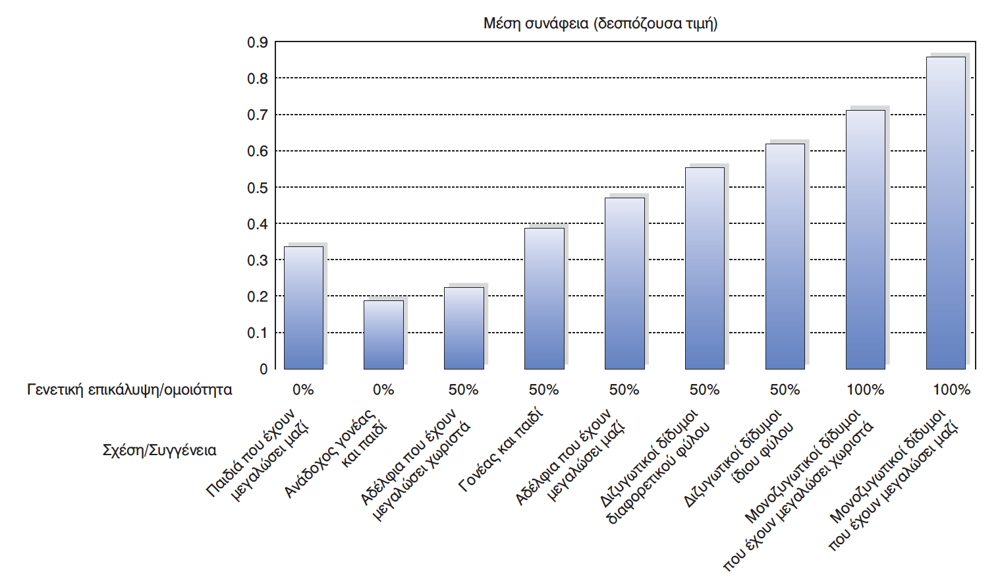 Μέση συνάφεια (δεσπόζουσα τιμή)
0.9
0.8
0.7
0.6
0.5
0.4
0.3
0.2
0.1
0
Γενετική επικάλυψη/ομοιότητα 0% 0% 50% 50% 50% 50% 50% 100% 100%
Σχέση/Συγγένεια
Παιδιά που έχουν
μεγαλώσει μαζί
Ανάδοχος γονέας
και παιδί
Αδέλφια που έχουν
μεγαλώσει χωριστά
Γονέας και παιδί
Αδέλφια που έχουν
μεγαλώσει μαζί
Διζυγωτικοί δίδυμοι
διαφορετικού φύλου
Διζυγωτικοί δίδυμοι
ίδιου φύλου
Μονοζυγωτικοί δίδυμοι
που έχουν μεγαλώσει χωριστά
Μονοζυγωτικοί δίδυμοι
που έχουν μεγαλώσει μαζί